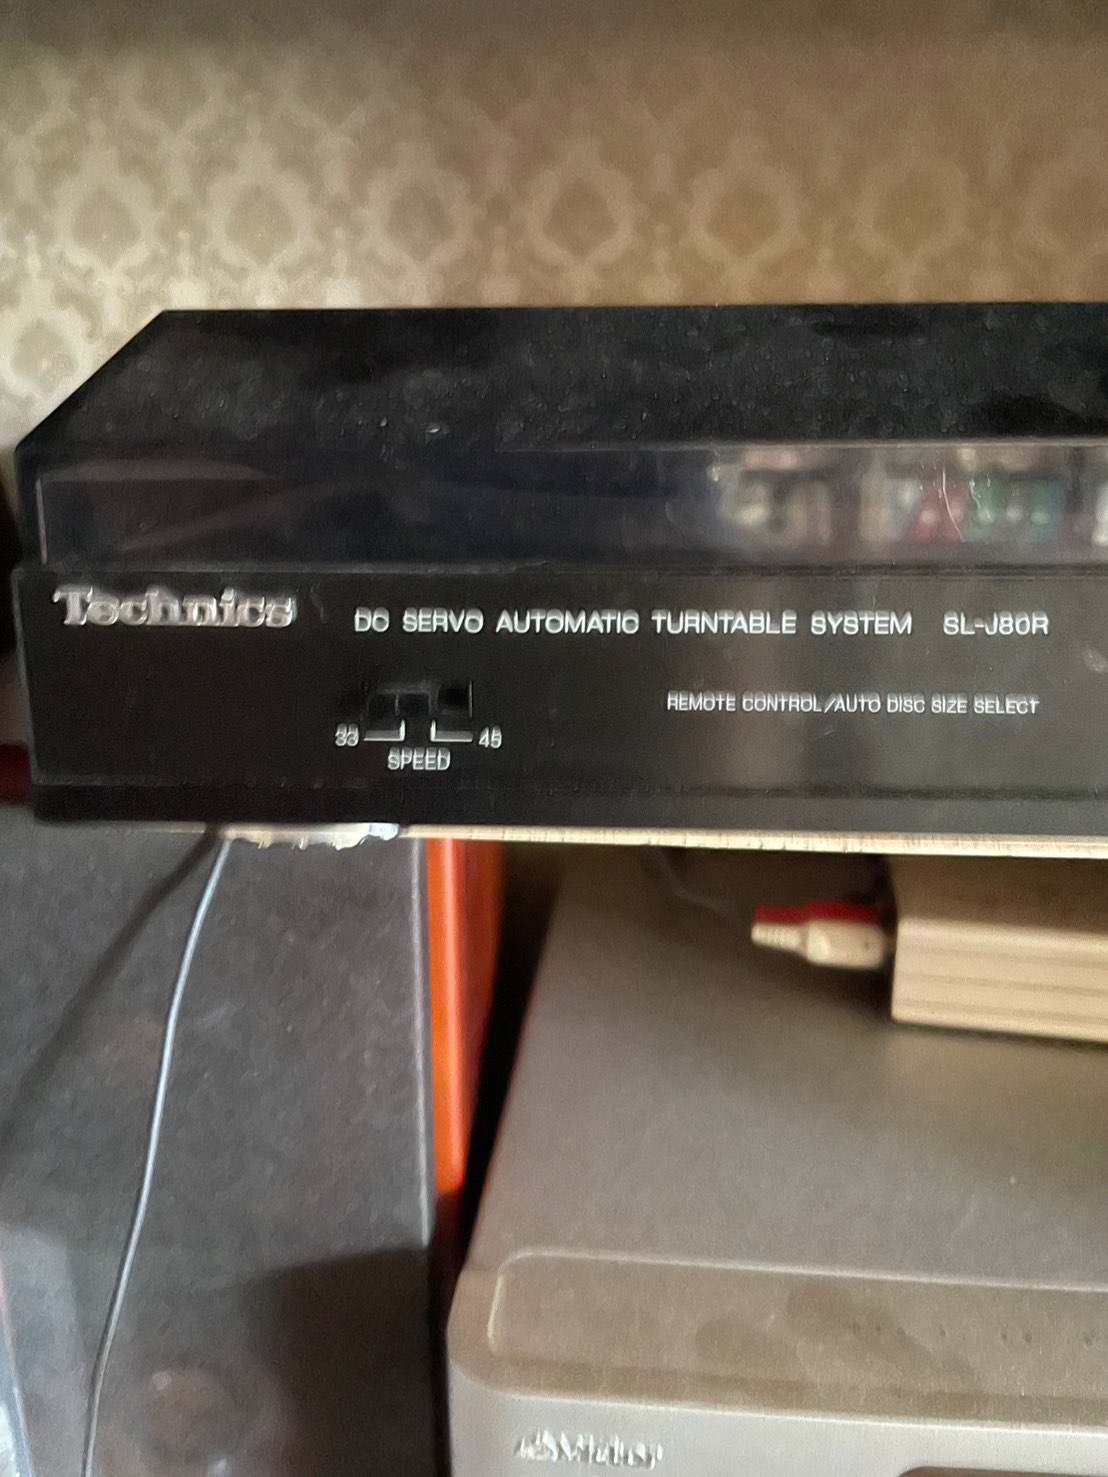 Technics
DC SERVO AUTOMATIC TURNTABLE SYSTEM SL-J80R
REMOTE CONTROL/AUTO DISC SIZE SELECT
33 45
SPEED